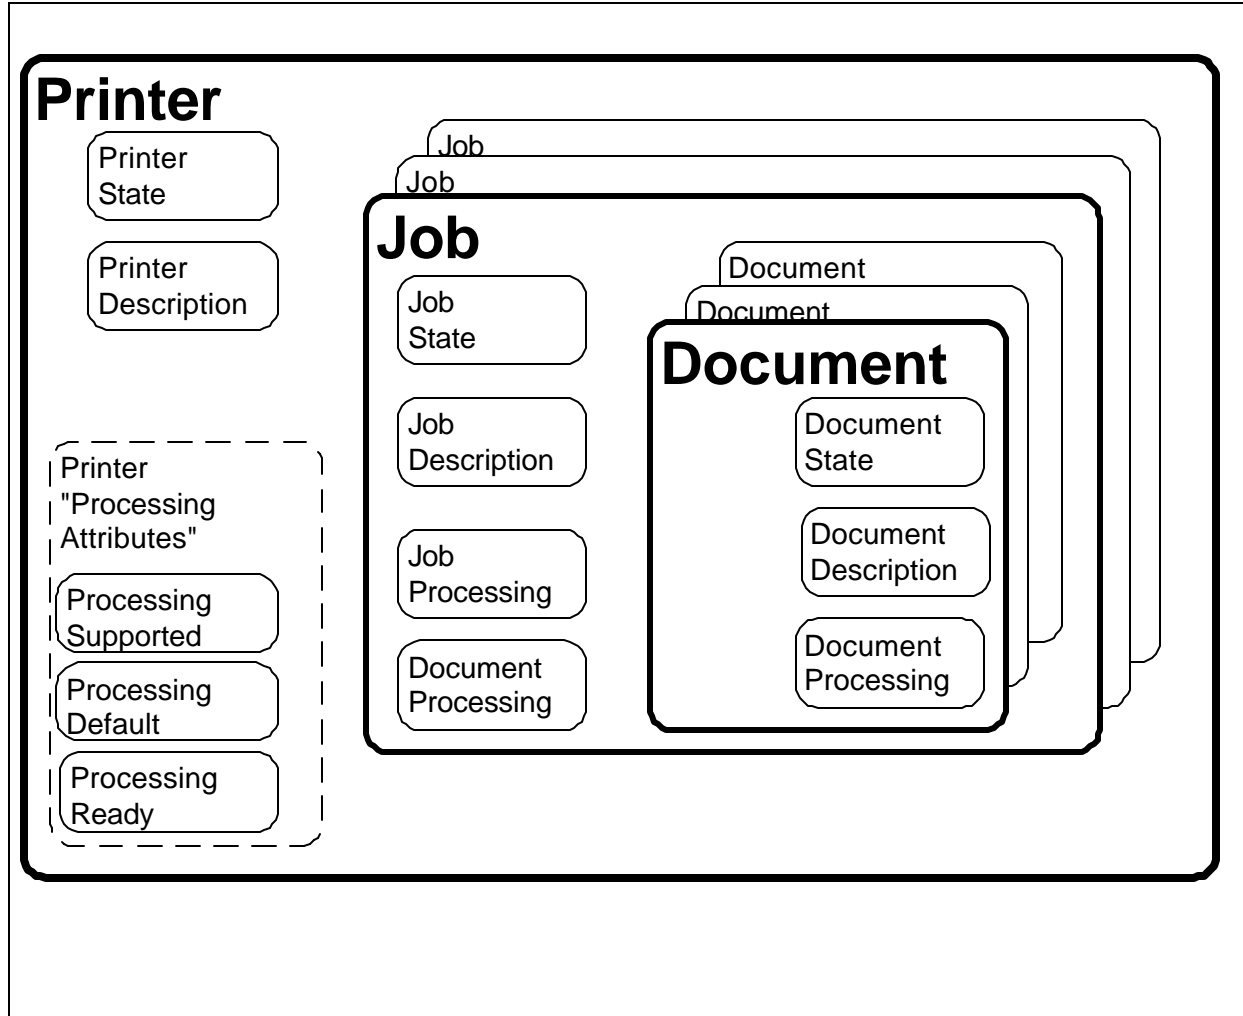 Printer
Printer
State
Printer
Description
Printer
"Processing
Attributes"
Processing
Supported
Processing
Default
Processing
Ready
Job
Job
Job
Job
State
Job
Description
Job
Processing
Document
Processing
Document
Document
Document
Document
State
Document
Description
Document
Processing